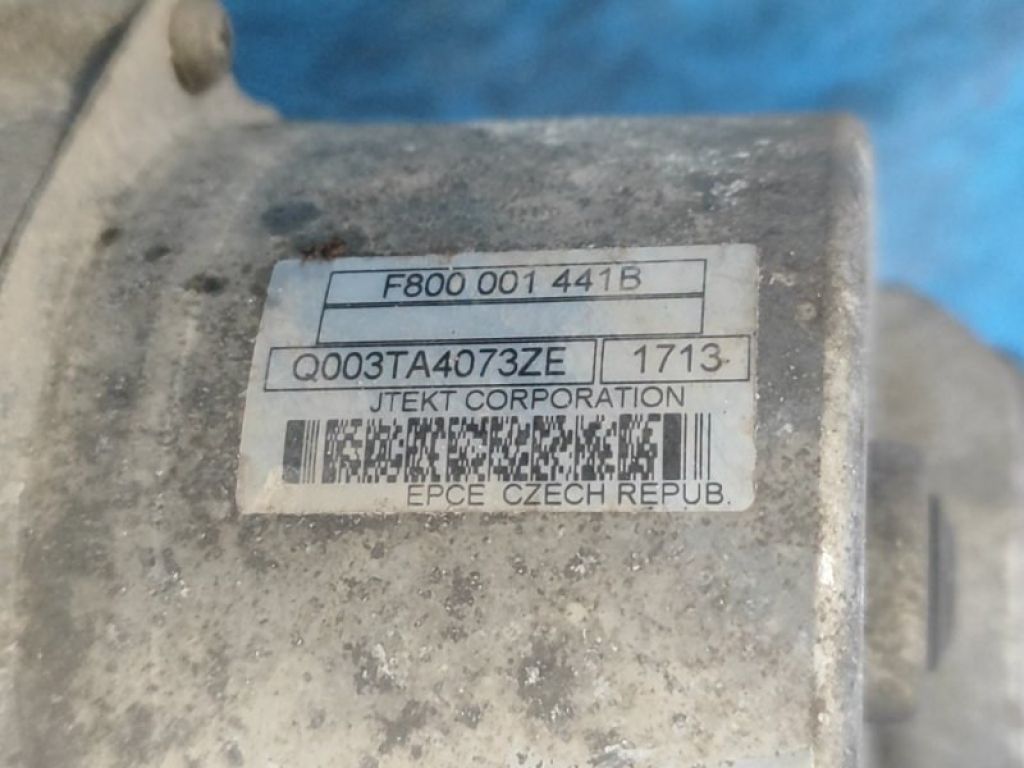 F800 001 441B
Q003TA4073ZE 1713
JTEKT CORPORATION
EPCE CZECH REPUB.